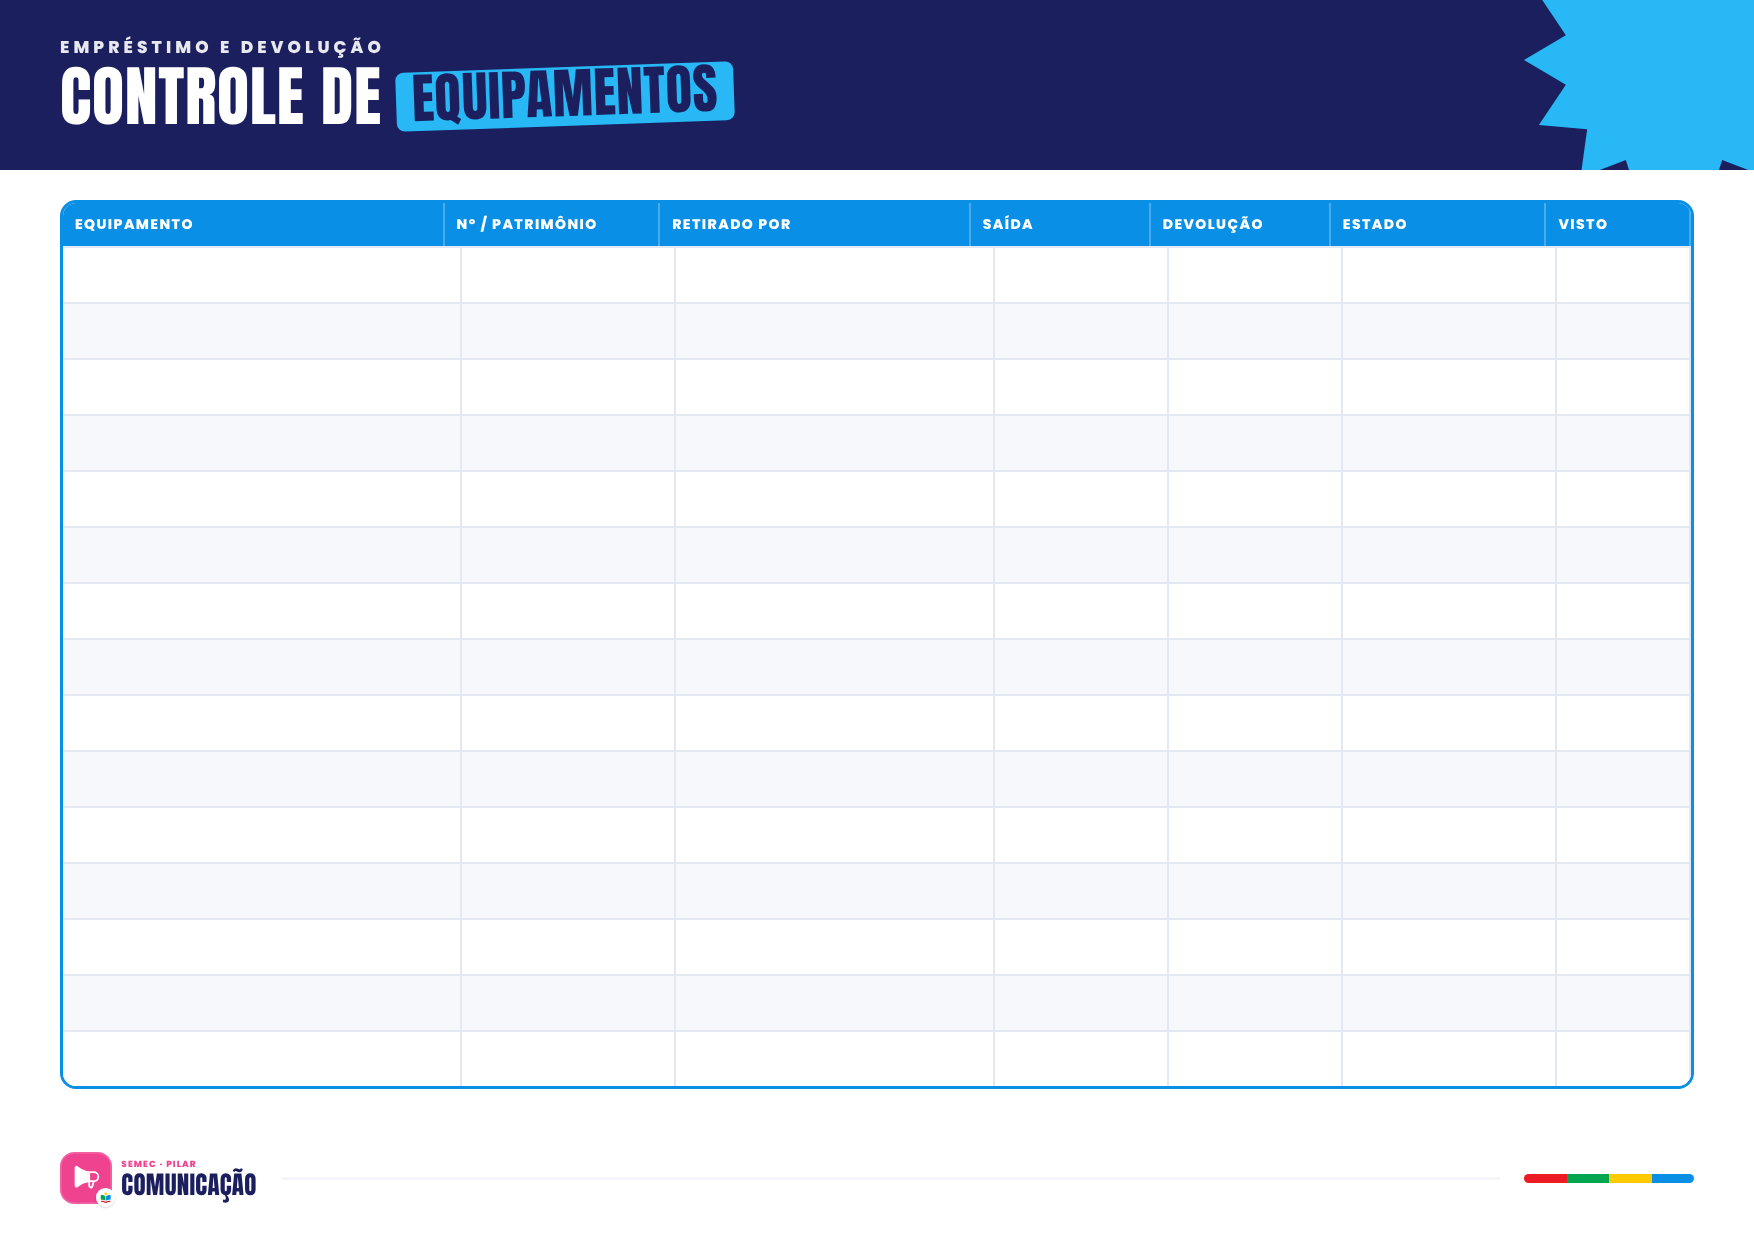 EMPRÉSTIMO E DEVOLUÇÃO
CONTROLE DE EQUIPAMENTOS
EQUIPAMENTO Nº / PATRIMÔNIO RETIRADO POR SAÍDA DEVOLUÇÃO ESTADO VISTO
SEMEC · PILAR
COMUNICAÇÃO